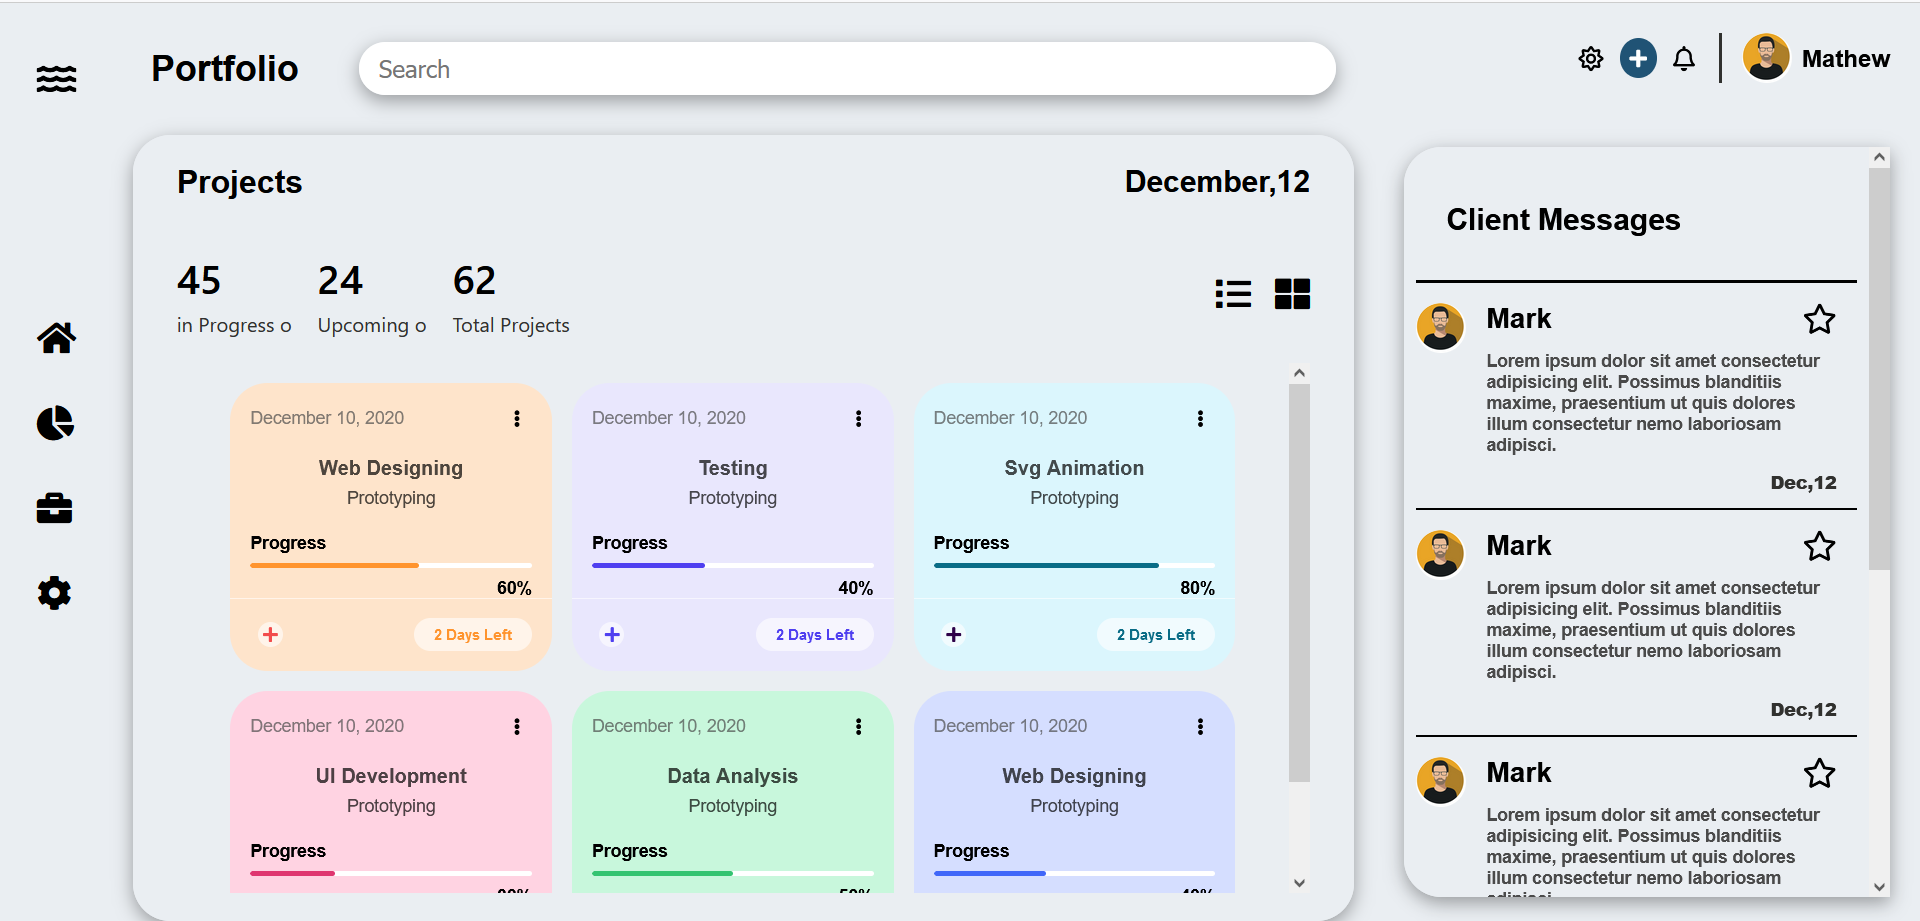 Portfolio
Search
Mathew
Projects
December,12
45
in Progress o
24
Upcoming o
62
Total Projects
December 10, 2020
Web Designing
Prototyping
Progress
60%
2 Days Left
December 10, 2020
Testing
Prototyping
Progress
40%
2 Days Left
December 10, 2020
Svg Animation
Prototyping
Progress
80%
2 Days Left
December 10, 2020
UI Development
Prototyping
Progress
December 10, 2020
Data Analysis
Prototyping
Progress
December 10, 2020
Web Designing
Prototyping
Progress
Client Messages
Mark
Lorem ipsum dolor sit amet consectetur
adipisicing elit. Possimus blanditiis
maxime, praesentium ut quis dolores
illum consectetur nemo laboriosam
adipisci.
Dec,12
Mark
Lorem ipsum dolor sit amet consectetur
adipisicing elit. Possimus blanditiis
maxime, praesentium ut quis dolores
illum consectetur nemo laboriosam
adipisci.
Dec,12
Mark
Lorem ipsum dolor sit amet consectetur
adipisicing elit. Possimus blanditiis
maxime, praesentium ut quis dolores
illum consectetur nemo laboriosam